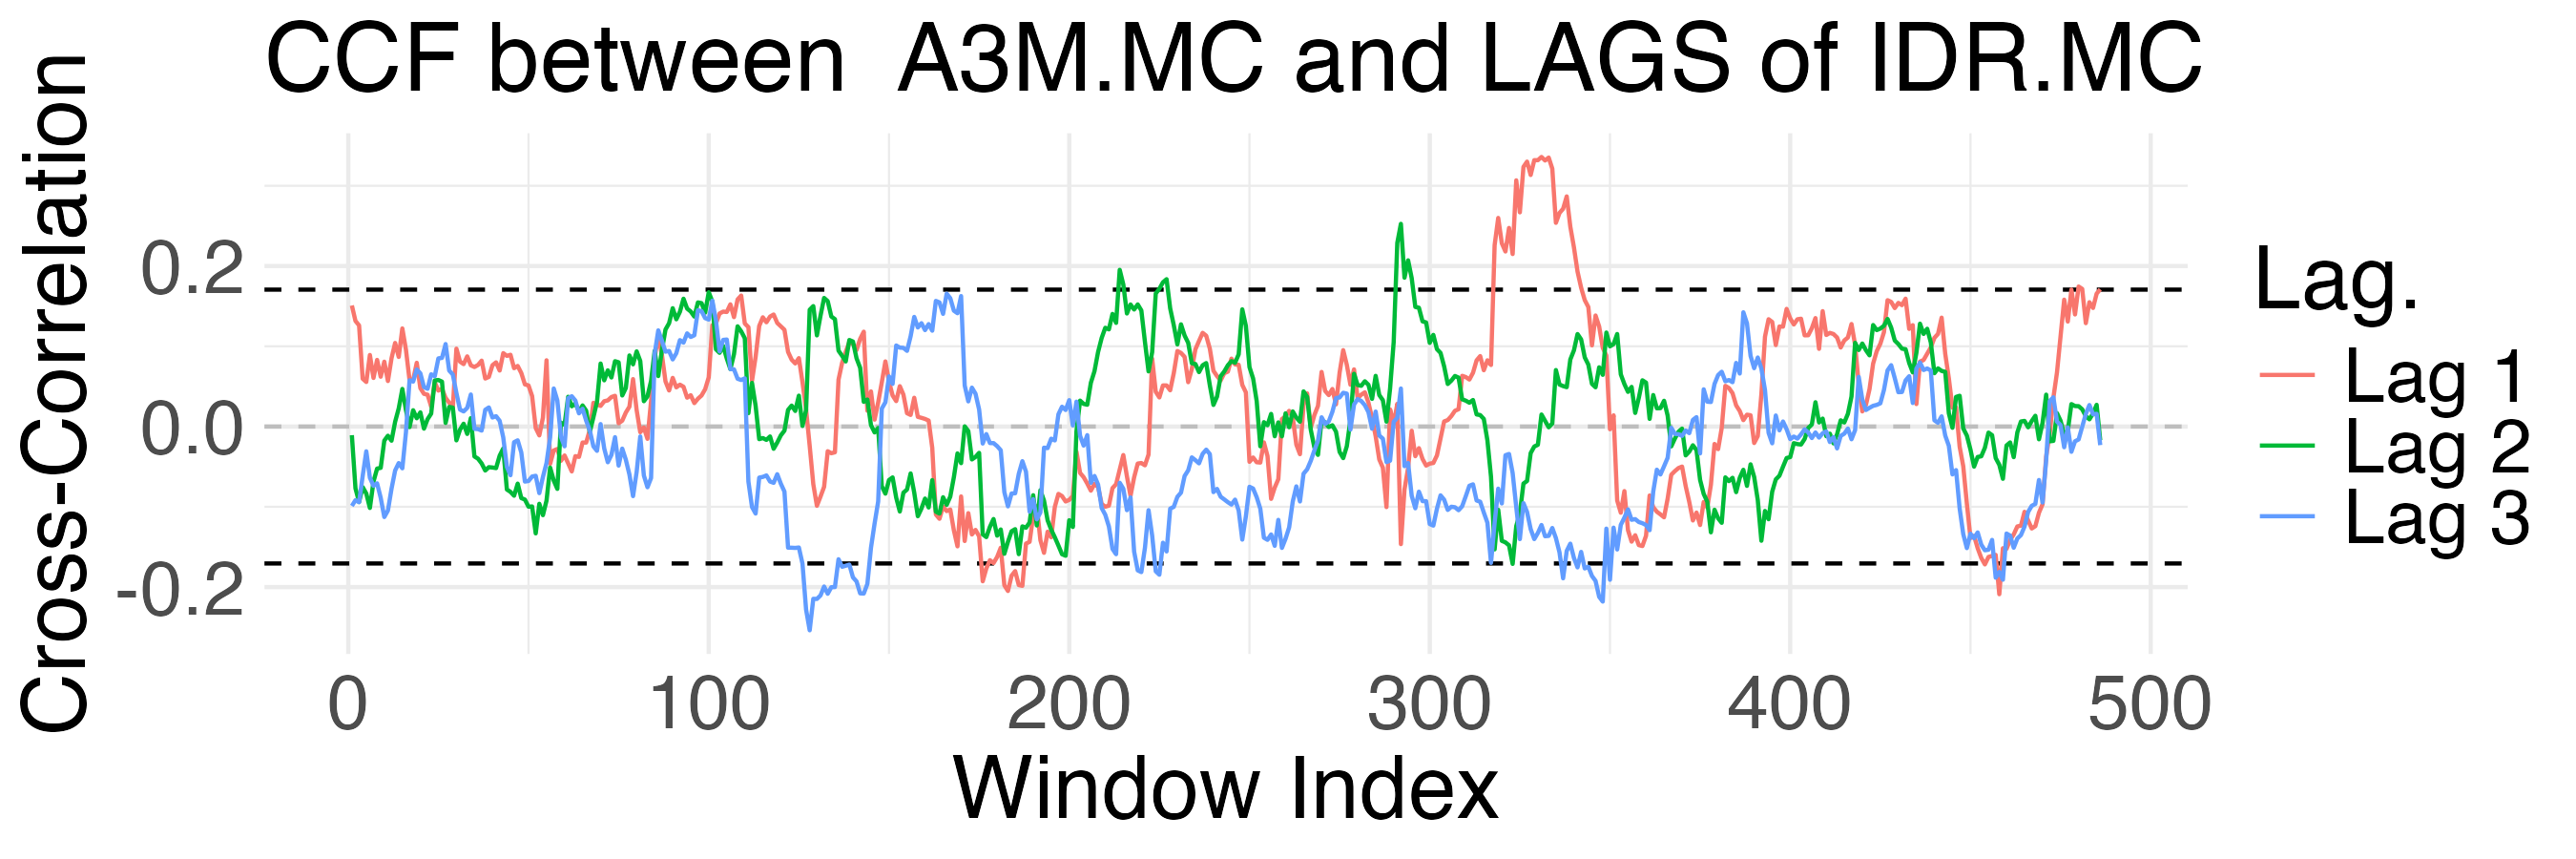 CCF between  A3M.MC and LAGS of IDR.MC
Cross-Correlation
0.2
0.0
-0.2
0 100 200 300 400 500
Window Index
Lag.
Lag 1
Lag 2
Lag 3